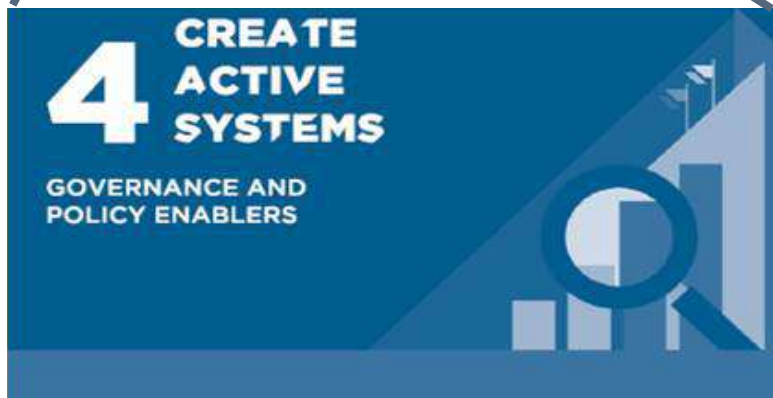 4
CREATE
ACTIVE
SYSTEMS
GOVERNANCE AND
POLICY ENABLERS